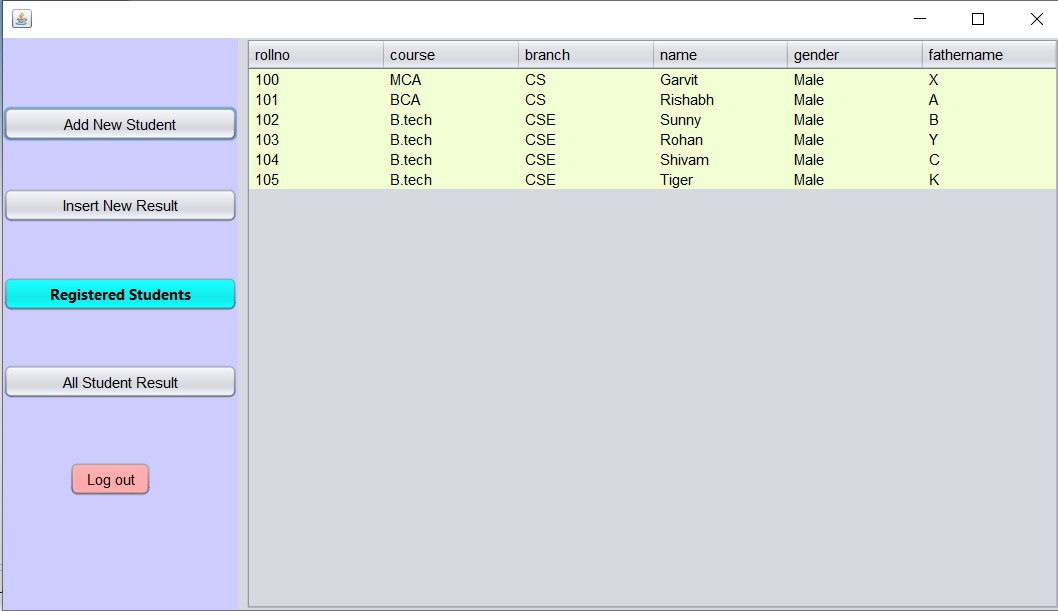 Add New Student
Insert New Result
Registered Students
All Student Result
Log out
rollno course branch name gender fathername
100 MCA CS Garvit Male X
101 BCA CS Rishabh Male A
102 B.tech CSE Sunny Male B
103 B.tech CSE Rohan Male Y
104 B.tech CSE Shivam Male C
105 B.tech CSE Tiger Male K